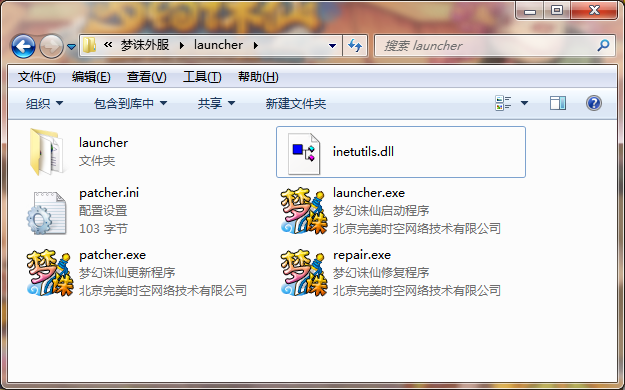 « 梦诛外服 ▸ launcher ▸
搜索 launcher
文件(F) 编辑(E) 查看(V) 工具(T) 帮助(H)
组织 包含到库中 共享 新建文件夹
launcher
文件夹
inetutils.dll
patcher.ini
配置设置
103 字节
launcher.exe
梦幻诛仙启动程序
北京完美时空网络技术有限公司
patcher.exe
梦幻诛仙更新程序
北京完美时空网络技术有限公司
repair.exe
梦幻诛仙修复程序
北京完美时空网络技术有限公司